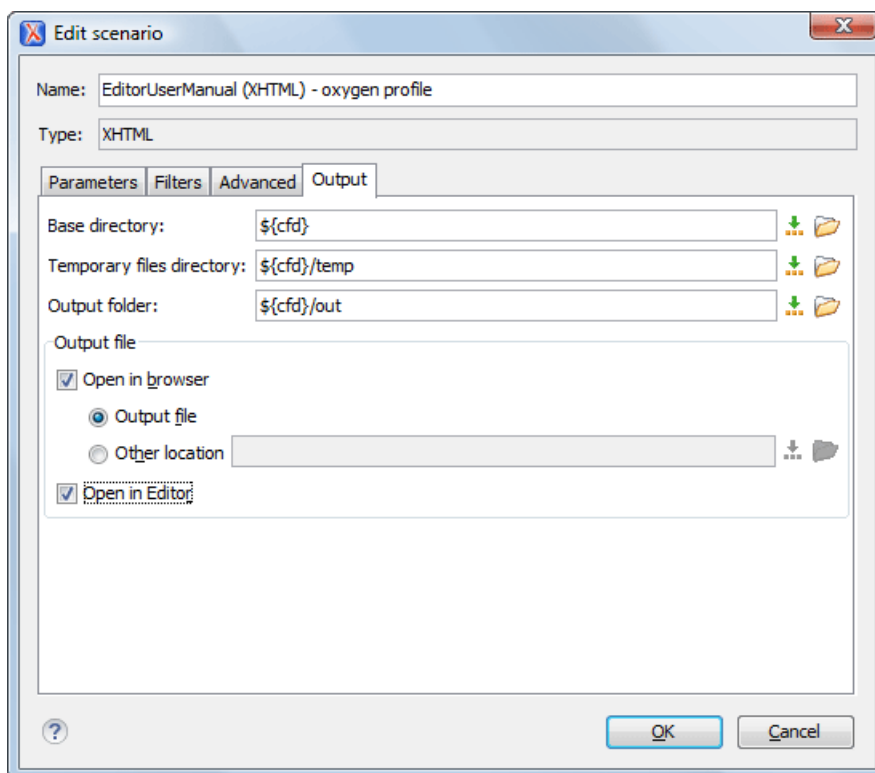 Edit scenario
Name: EditorUserManual (XHTML) - oxygen profile
Type: XHTML
Parameters Filters Advanced Output
Base directory: ${cfd}
Temporary files directory: ${cfd}/temp
Output folder: ${cfd}/out
Output file
Open in browser
Output file
Other location
Open in Editor
? OK Cancel